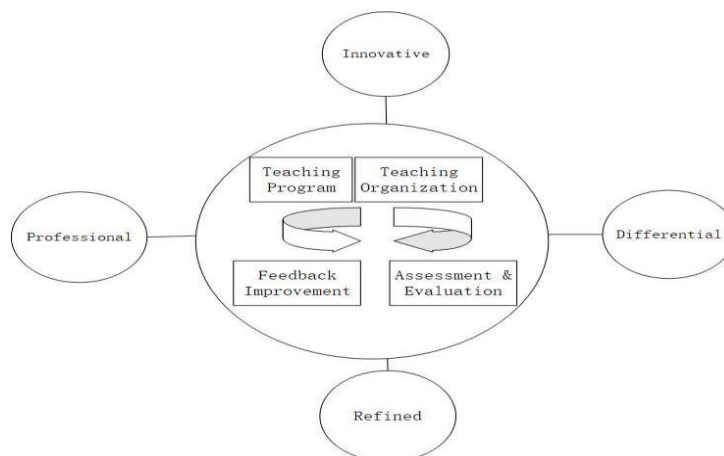 Innovative
Teaching
Program
Teaching
Organization
Professional
Differential
Feedback
Improvement
Assessment &
Evaluation
Refined